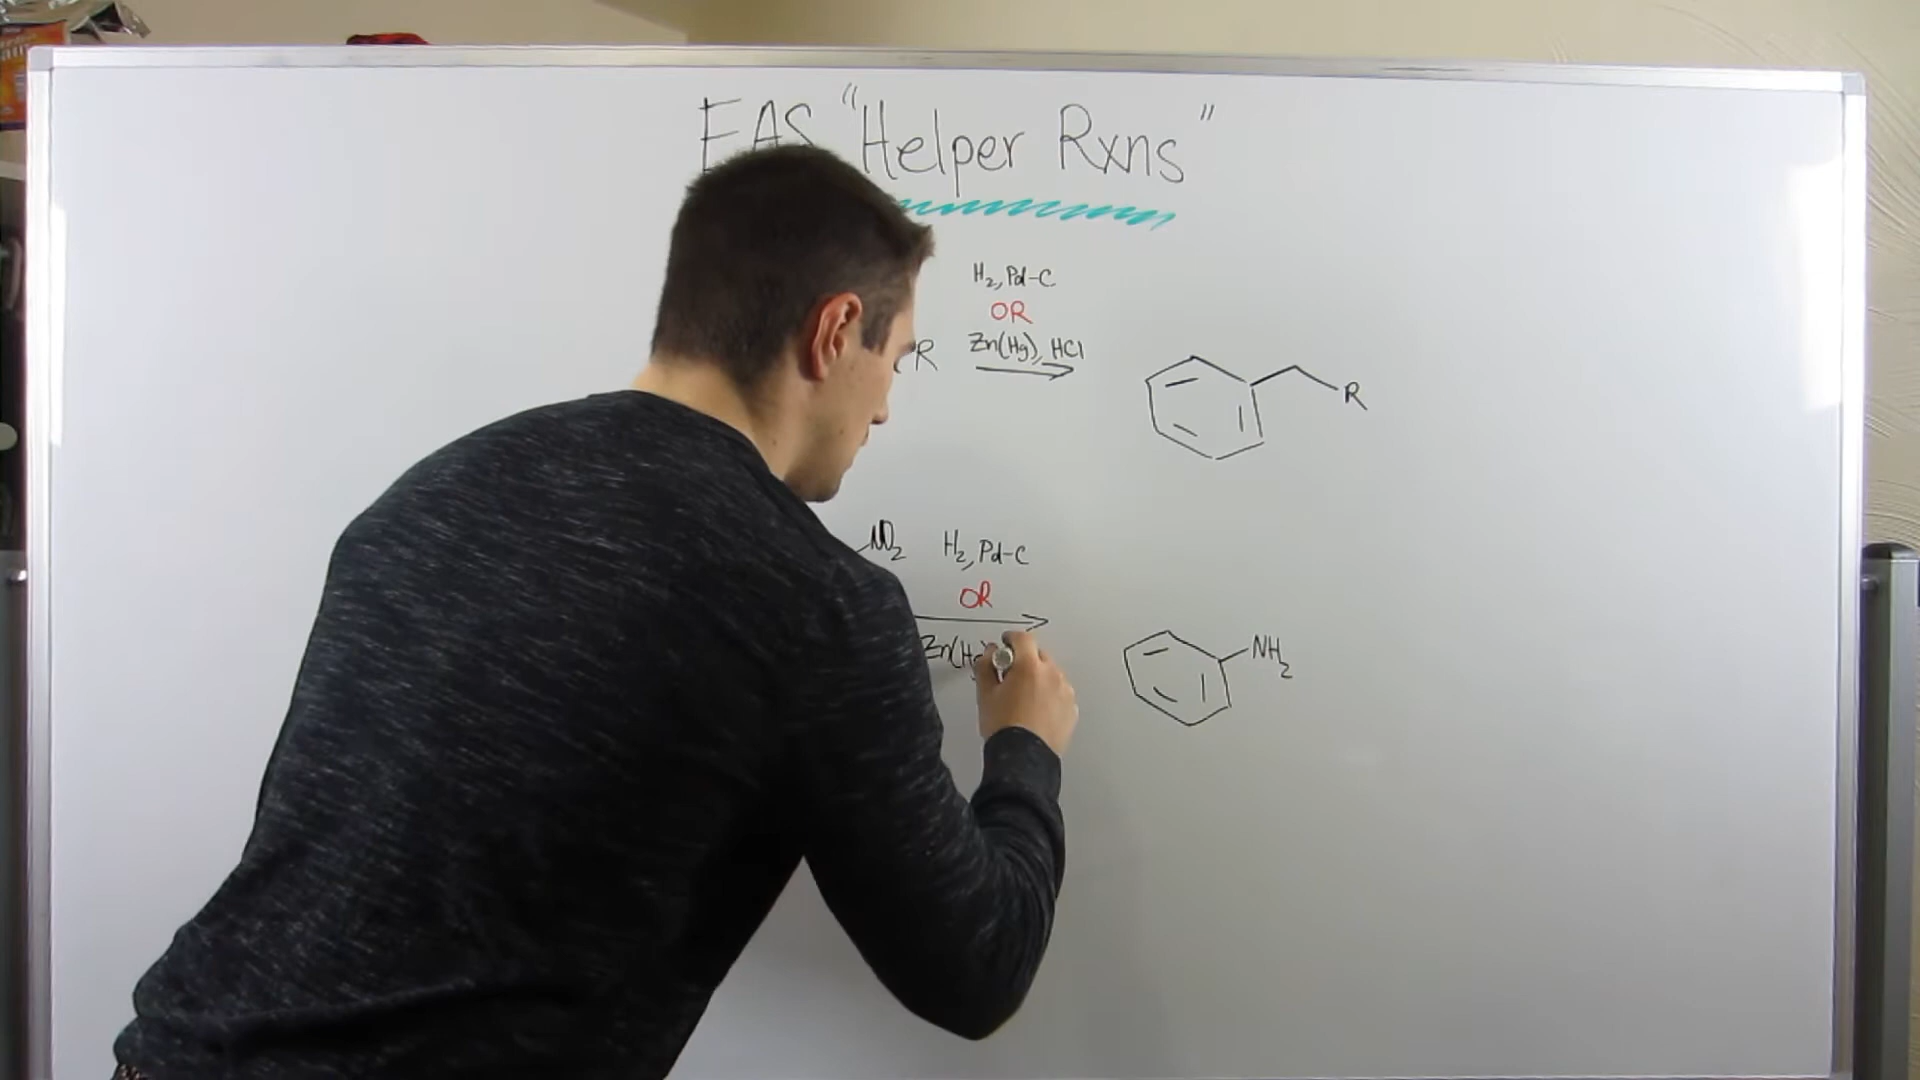 EAS "Helper Rxns"
H2, Pd-C
OR
Zn(Hg), HCl
R
R
NO2
H2, Pd-C
OR
Zn(Hg)
NH2